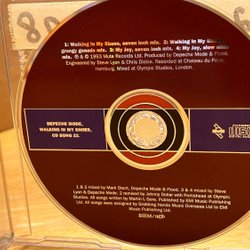 1: Walking In My Shoes, seven inch mix. 2: Walking In My Shoes,
grungy gonads mix. 3: My Joy, seven inch mix. 4: My Joy, slow slide
mix. ℗ & © 1993 Mute Records Ltd. Produced by Depeche Mode & Flood.
Engineered by Steve Lyon & Chris Dickie. Recorded at Chateau du Pape,
Hamburg. Mixed at Olympic Studios, London.
DEPECHE MODE,
WALKING IN MY SHOES,
CD BONG 22.
1 & 2 mixed by Mark Stent, Depeche Mode & Flood. 3 & 4 mixed by Steve
Lyon & Depeche Mode. 2 remixed by Johnny Dollar with Portishead at Olympic
Studios. All songs written by Martin L. Gore. Published by EMI Music Publishing
Ltd. All songs were assigned by Grabbing Hands Music Overseas Ltd to EMI
Music Publishing Ltd.